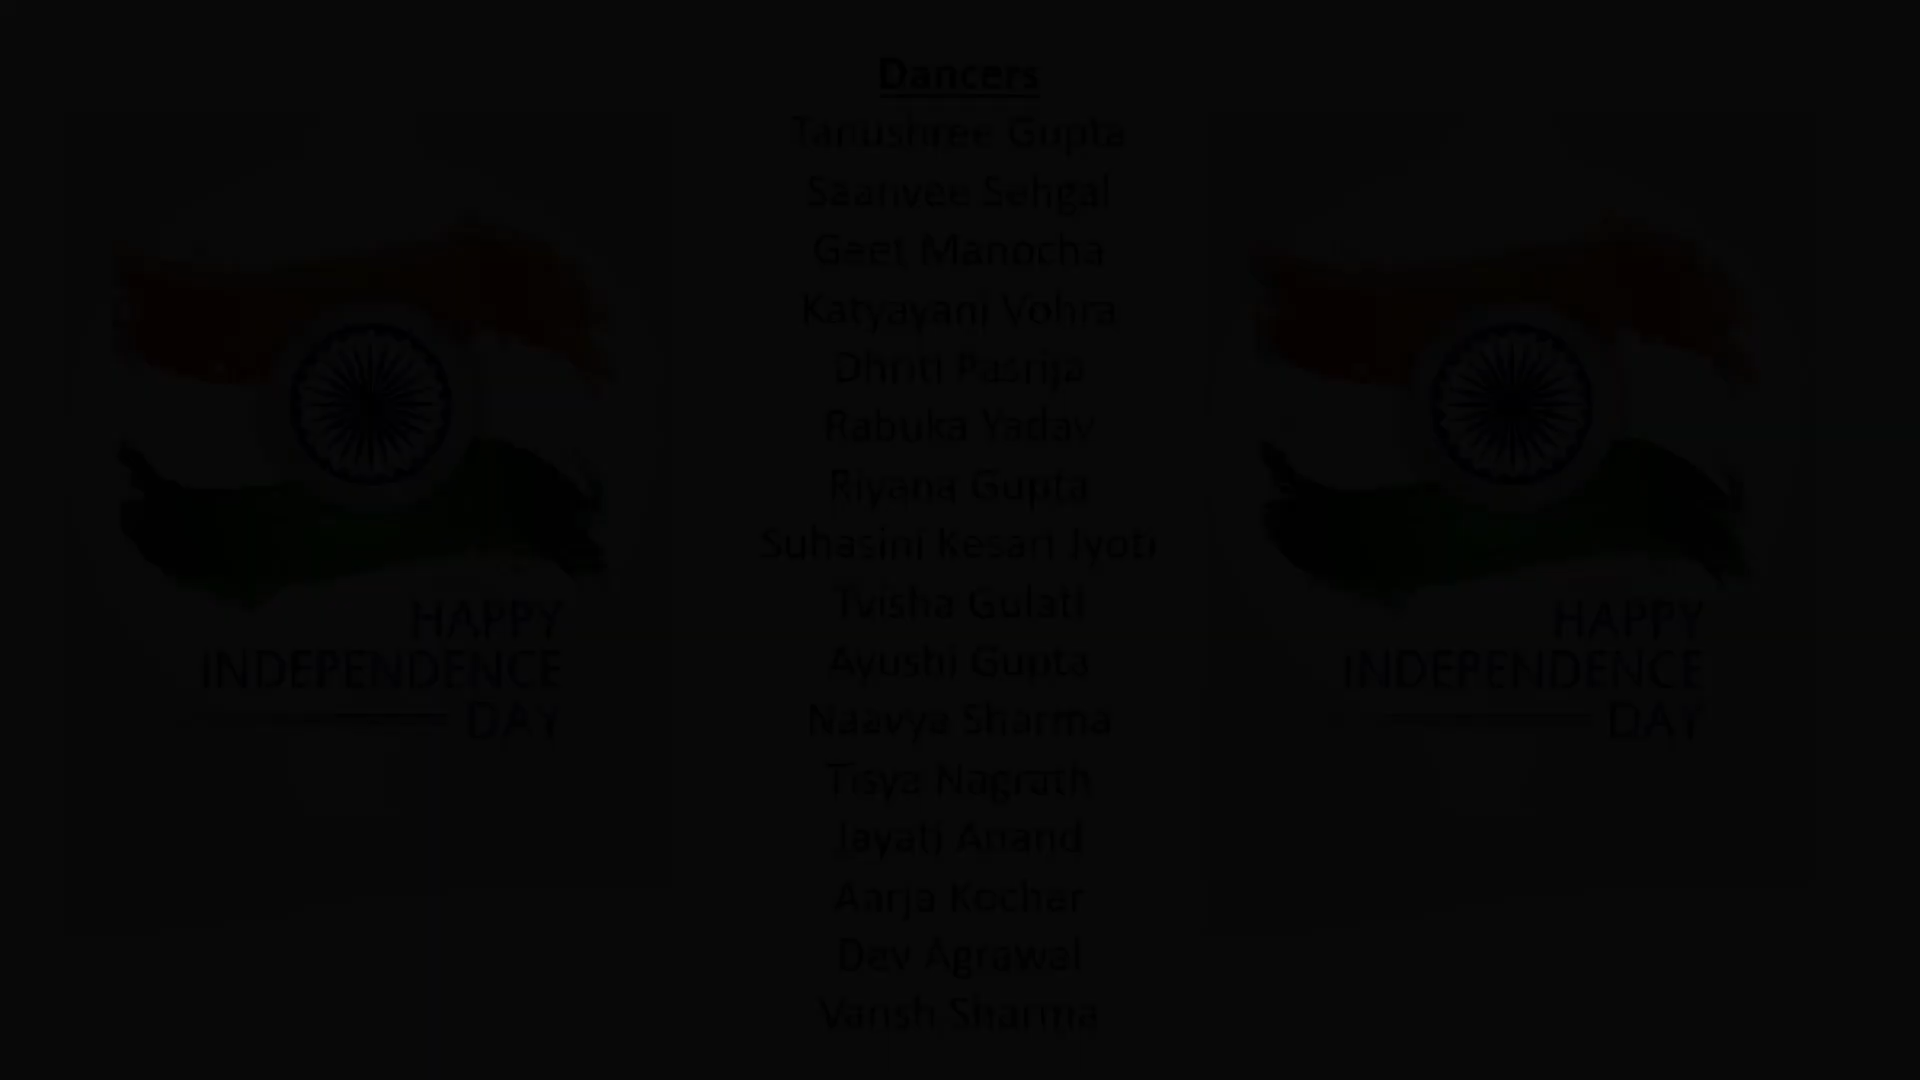 Dancers
Tanushree Gupta
Saanvee Sehgal
Geet Manocha
Katyayani Vohra
Dhriti Pasrija
Rabuka Yadav
Riyana Gupta
Suhasini Kesari Jyoti
Tvisha Gulati
Ayushi Gupta
Naavya Sharma
Tisya Nagrath
Jayati Anand
Aarja Kochar
Dev Agrawal
Vansh Sharma
HAPPY
INDEPENDENCE
DAY
HAPPY
INDEPENDENCE
DAY